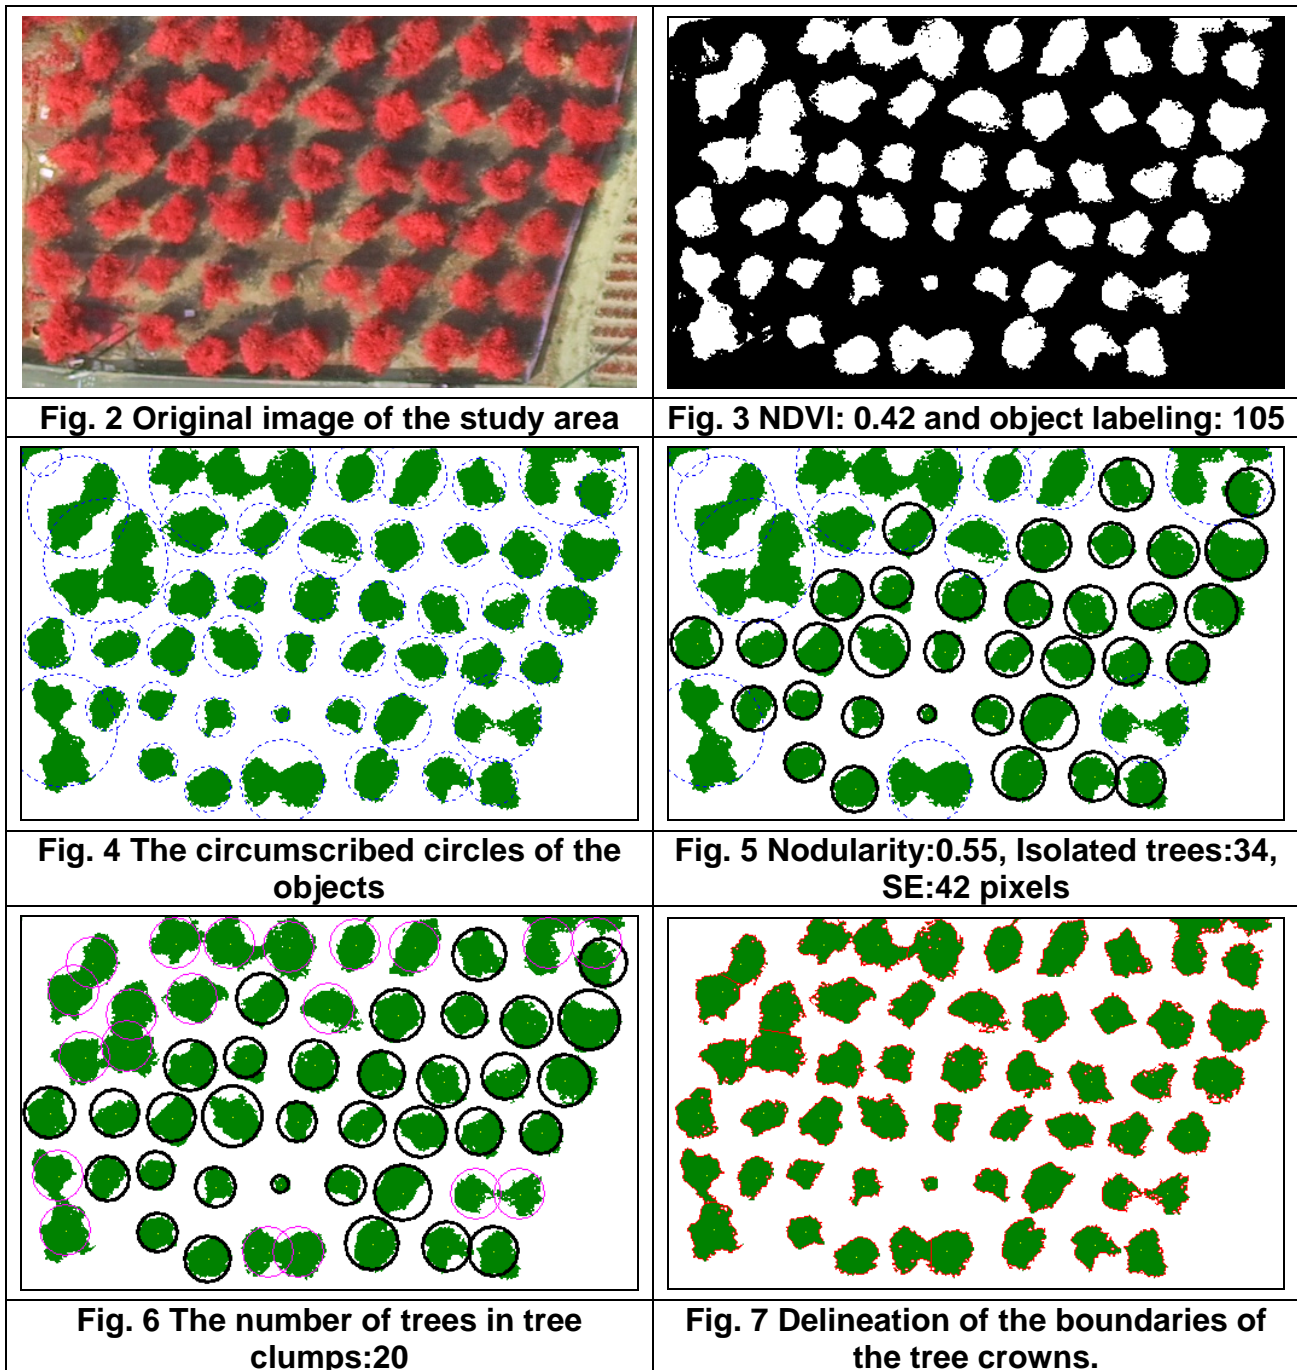 Fig. 2 Original image of the study area
Fig. 3 NDVI: 0.42 and object labeling: 105
Fig. 4 The circumscribed circles of the
objects
Fig. 5 Nodularity:0.55, Isolated trees:34,
SE:42 pixels
Fig. 6 The number of trees in tree
clumps:20
Fig. 7 Delineation of the boundaries of
the tree crowns.